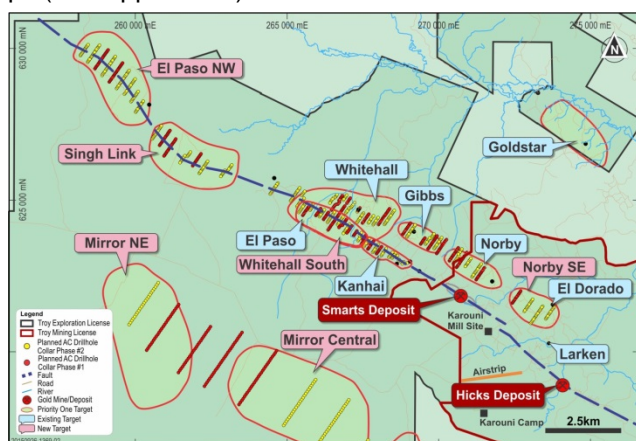 260 000 mE
265 000 mE
270 000 mE
275 000 mE
630 000 mN
625 000 mN
N
El Paso NW
Singh Link
Goldstar
Whitehall
Gibbs
Mirror NE
El Paso
Norby
Whitehall South
Norby SE
Kanhai
El Dorado
Smarts Deposit
Karouni
Mill Site
Mirror Central
Larken
Airstrip
Hicks Deposit
Karouni Camp
2.5km
Legend
Troy Exploration License
Troy Mining License
Planned AC Drillhole
Collar Phase #2
Planned AC Drillhole
Collar Phase #1
Fault
Road
River
Gold Mine/Deposit
Priority One Target
Existing Target
New Target